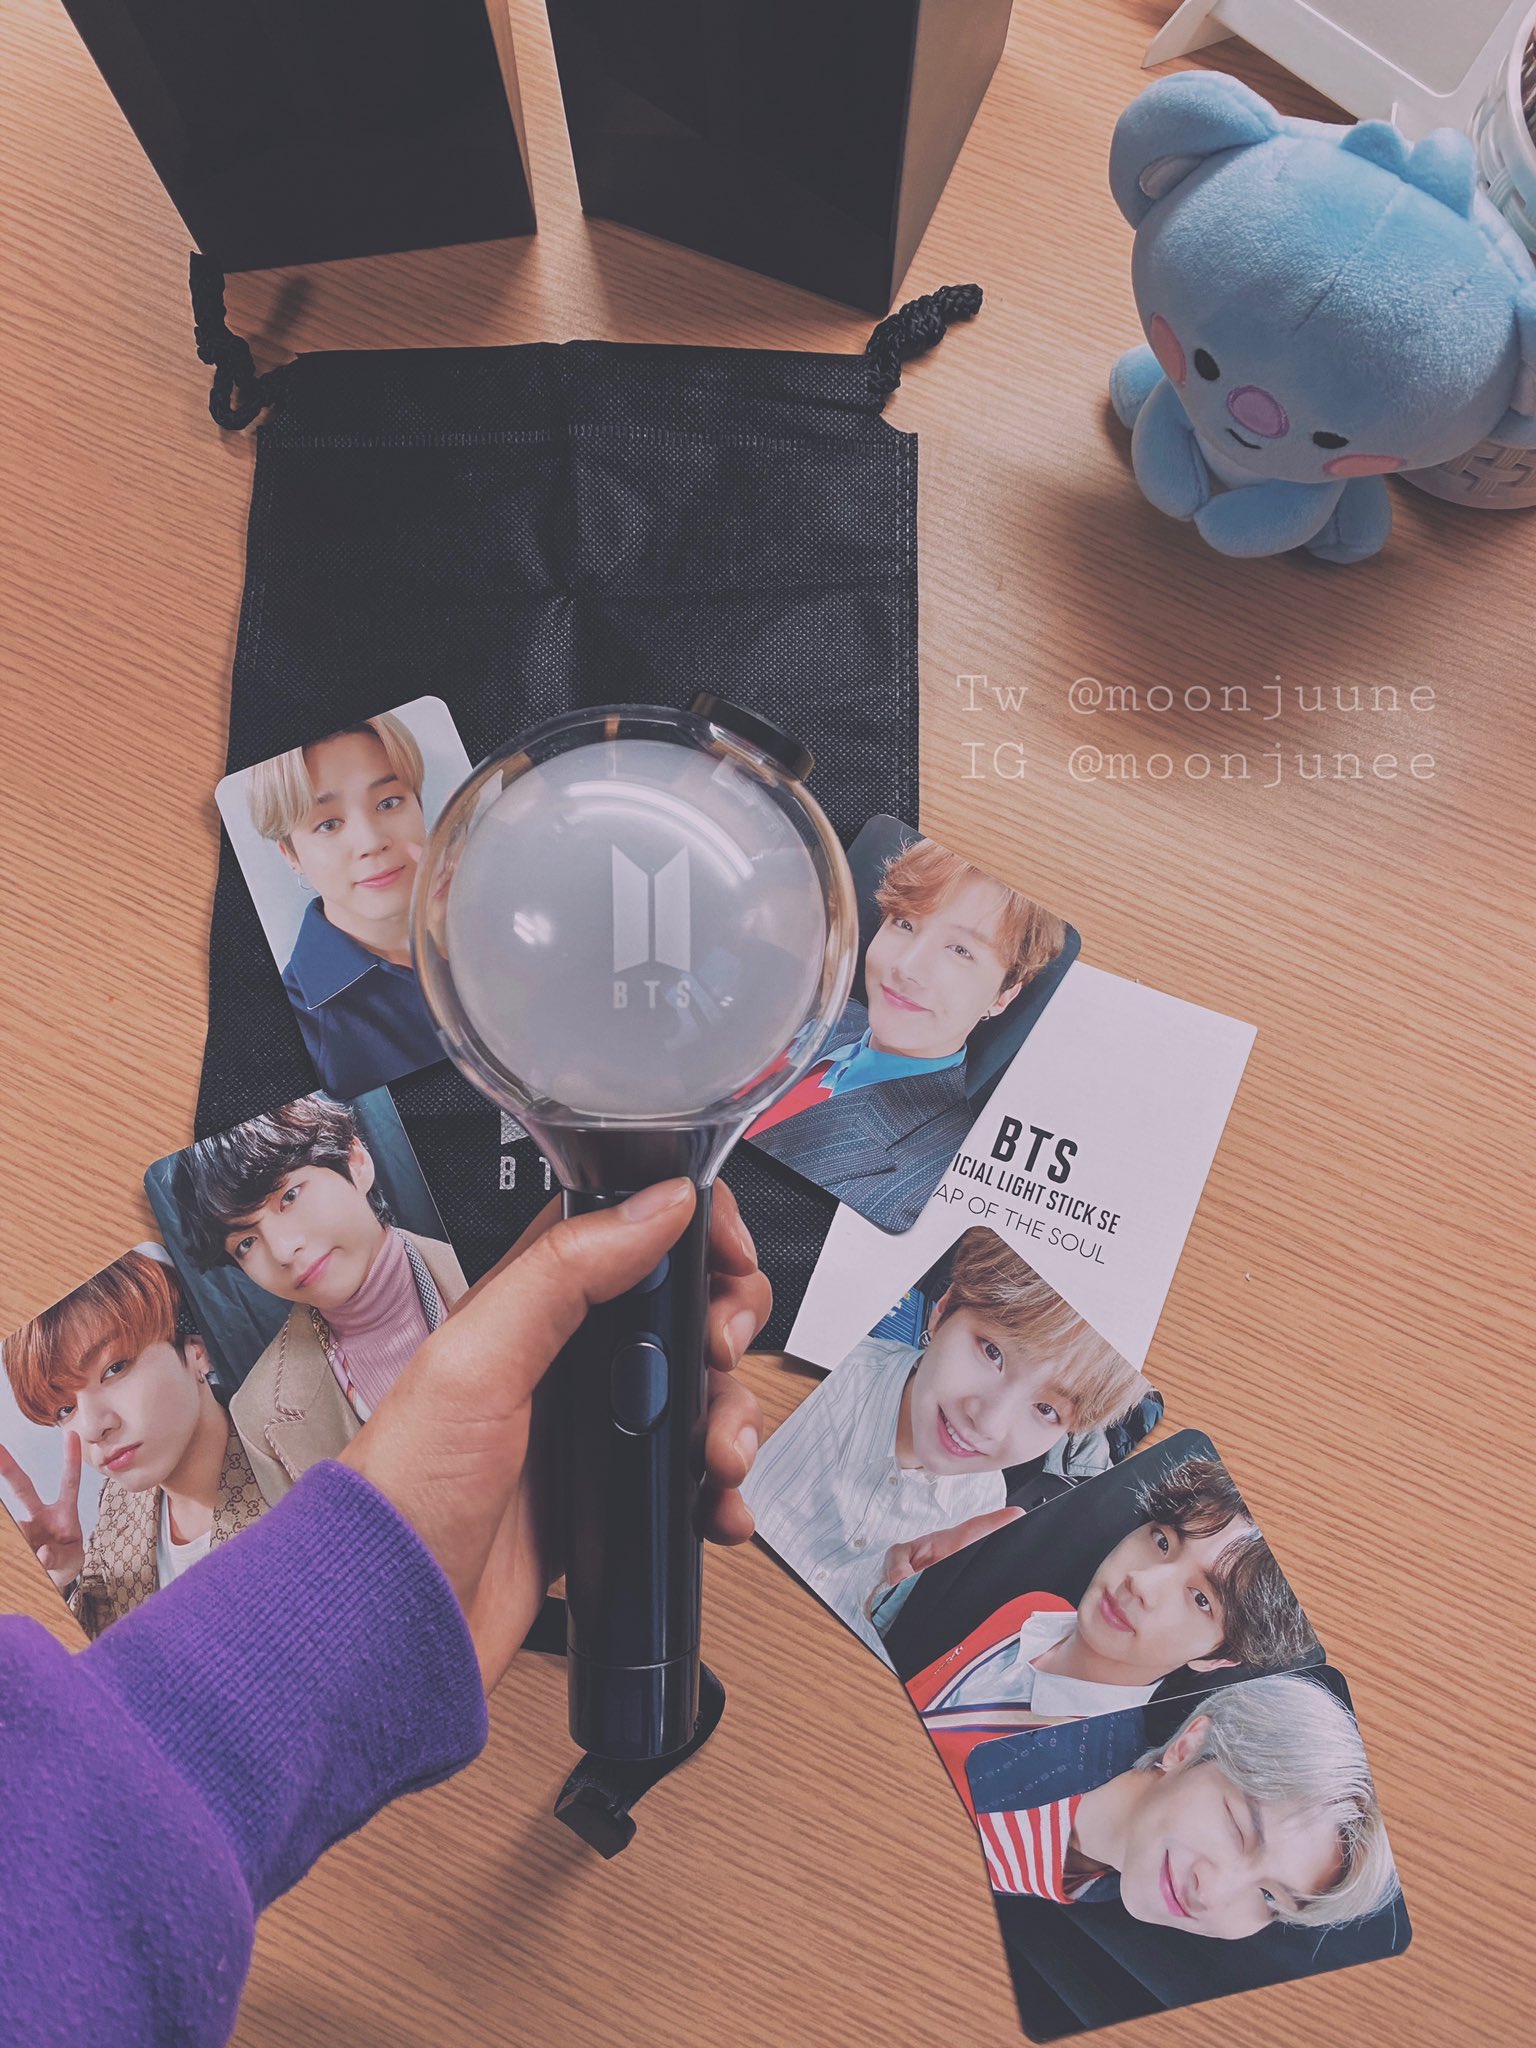 Tw @moonjuune
IG @moonjunee
BTS
BTS
ICIAL LIGHT STICK SE
AP OF THE SOUL
B T